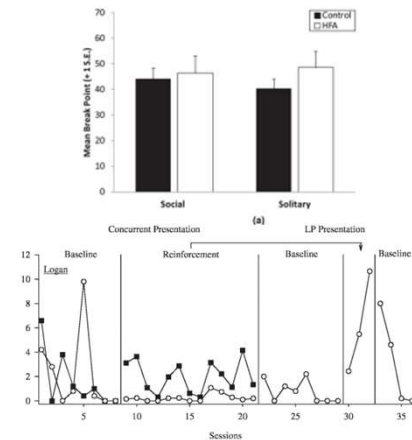 Control
HFA
Mean Break Point (+ 1 S.E.)
70
60
50
40
30
20
10
0
Social
Solitary
(a)
Concurrent Presentation
LP Presentation
Baseline
Reinforcement
Baseline
Baseline
Logan
12
10
8
6
4
2
0
5
10
15
20
25
30
35
Sessions